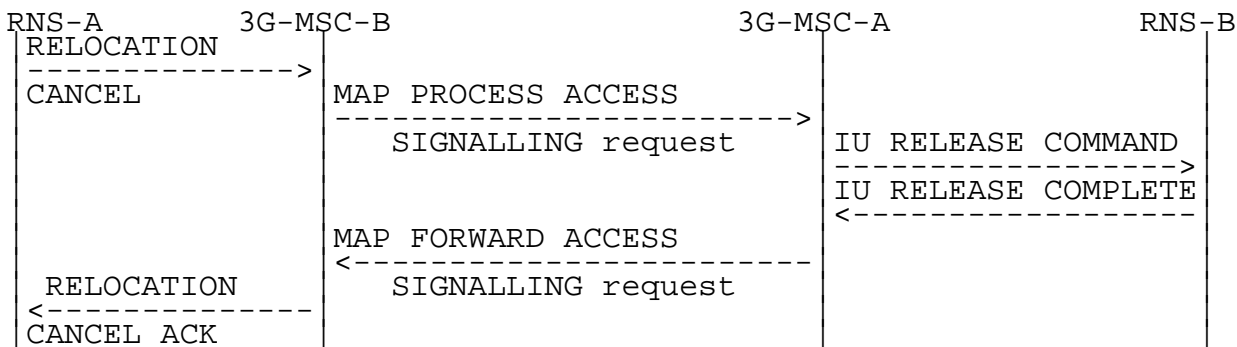 RNS-A 3G-MSC-B 3G-MSC-A RNS-B
RELOCATION
CANCEL MAP PROCESS ACCESS
SIGNALLING request IU RELEASE COMMAND
IU RELEASE COMPLETE
MAP FORWARD ACCESS
RELOCATION SIGNALLING request
CANCEL ACK